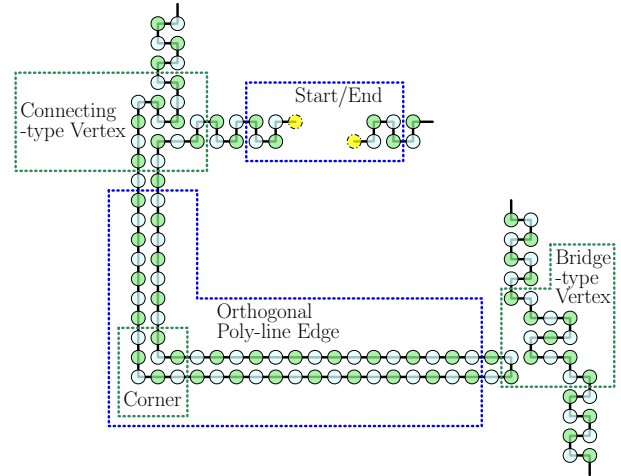 Start/End
Connecting
-type Vertex
Bridge
-type
Vertex
Orthogonal
Poly-line Edge
Corner